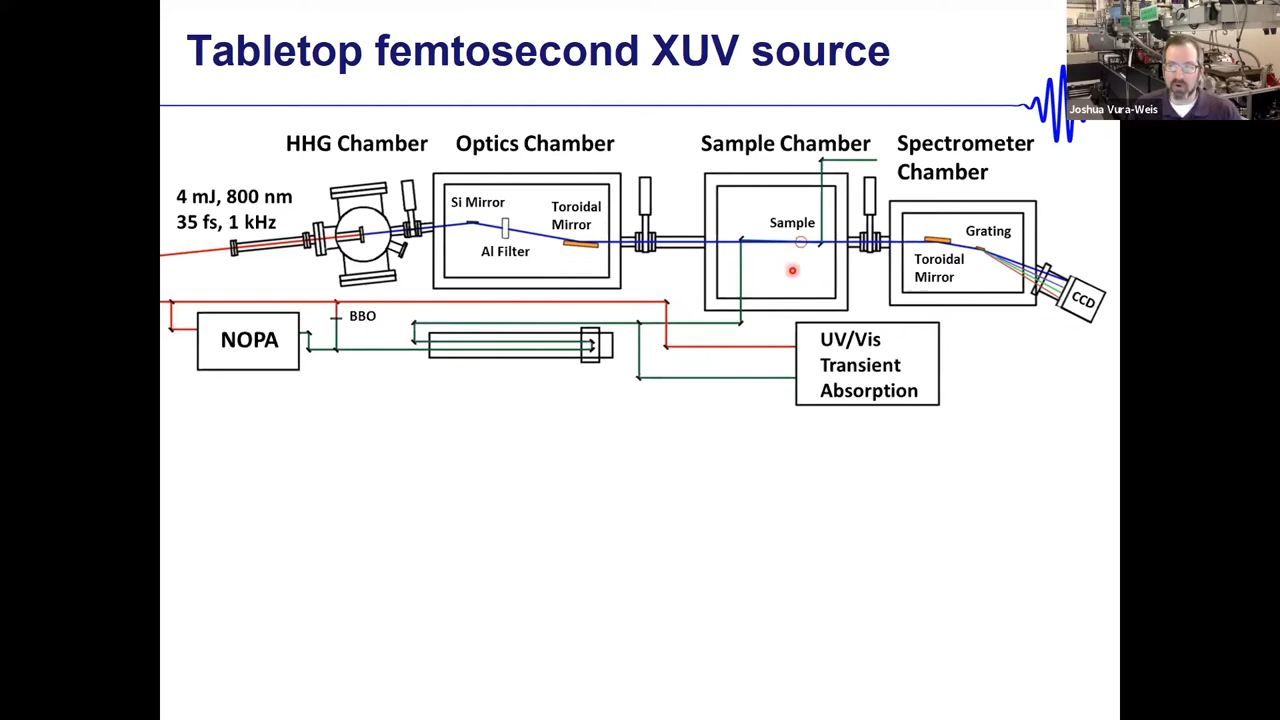 Tabletop femtosecond XUV source
Joshua Vura-Weis
HHG Chamber
Optics Chamber
Sample Chamber
Spectrometer
Chamber
4 mJ, 800 nm
35 fs, 1 kHz
Si Mirror
Al Filter
Toroidal
Mirror
Sample
Grating
Toroidal
Mirror
CCD
NOPA
BBO
UV/Vis
Transient
Absorption